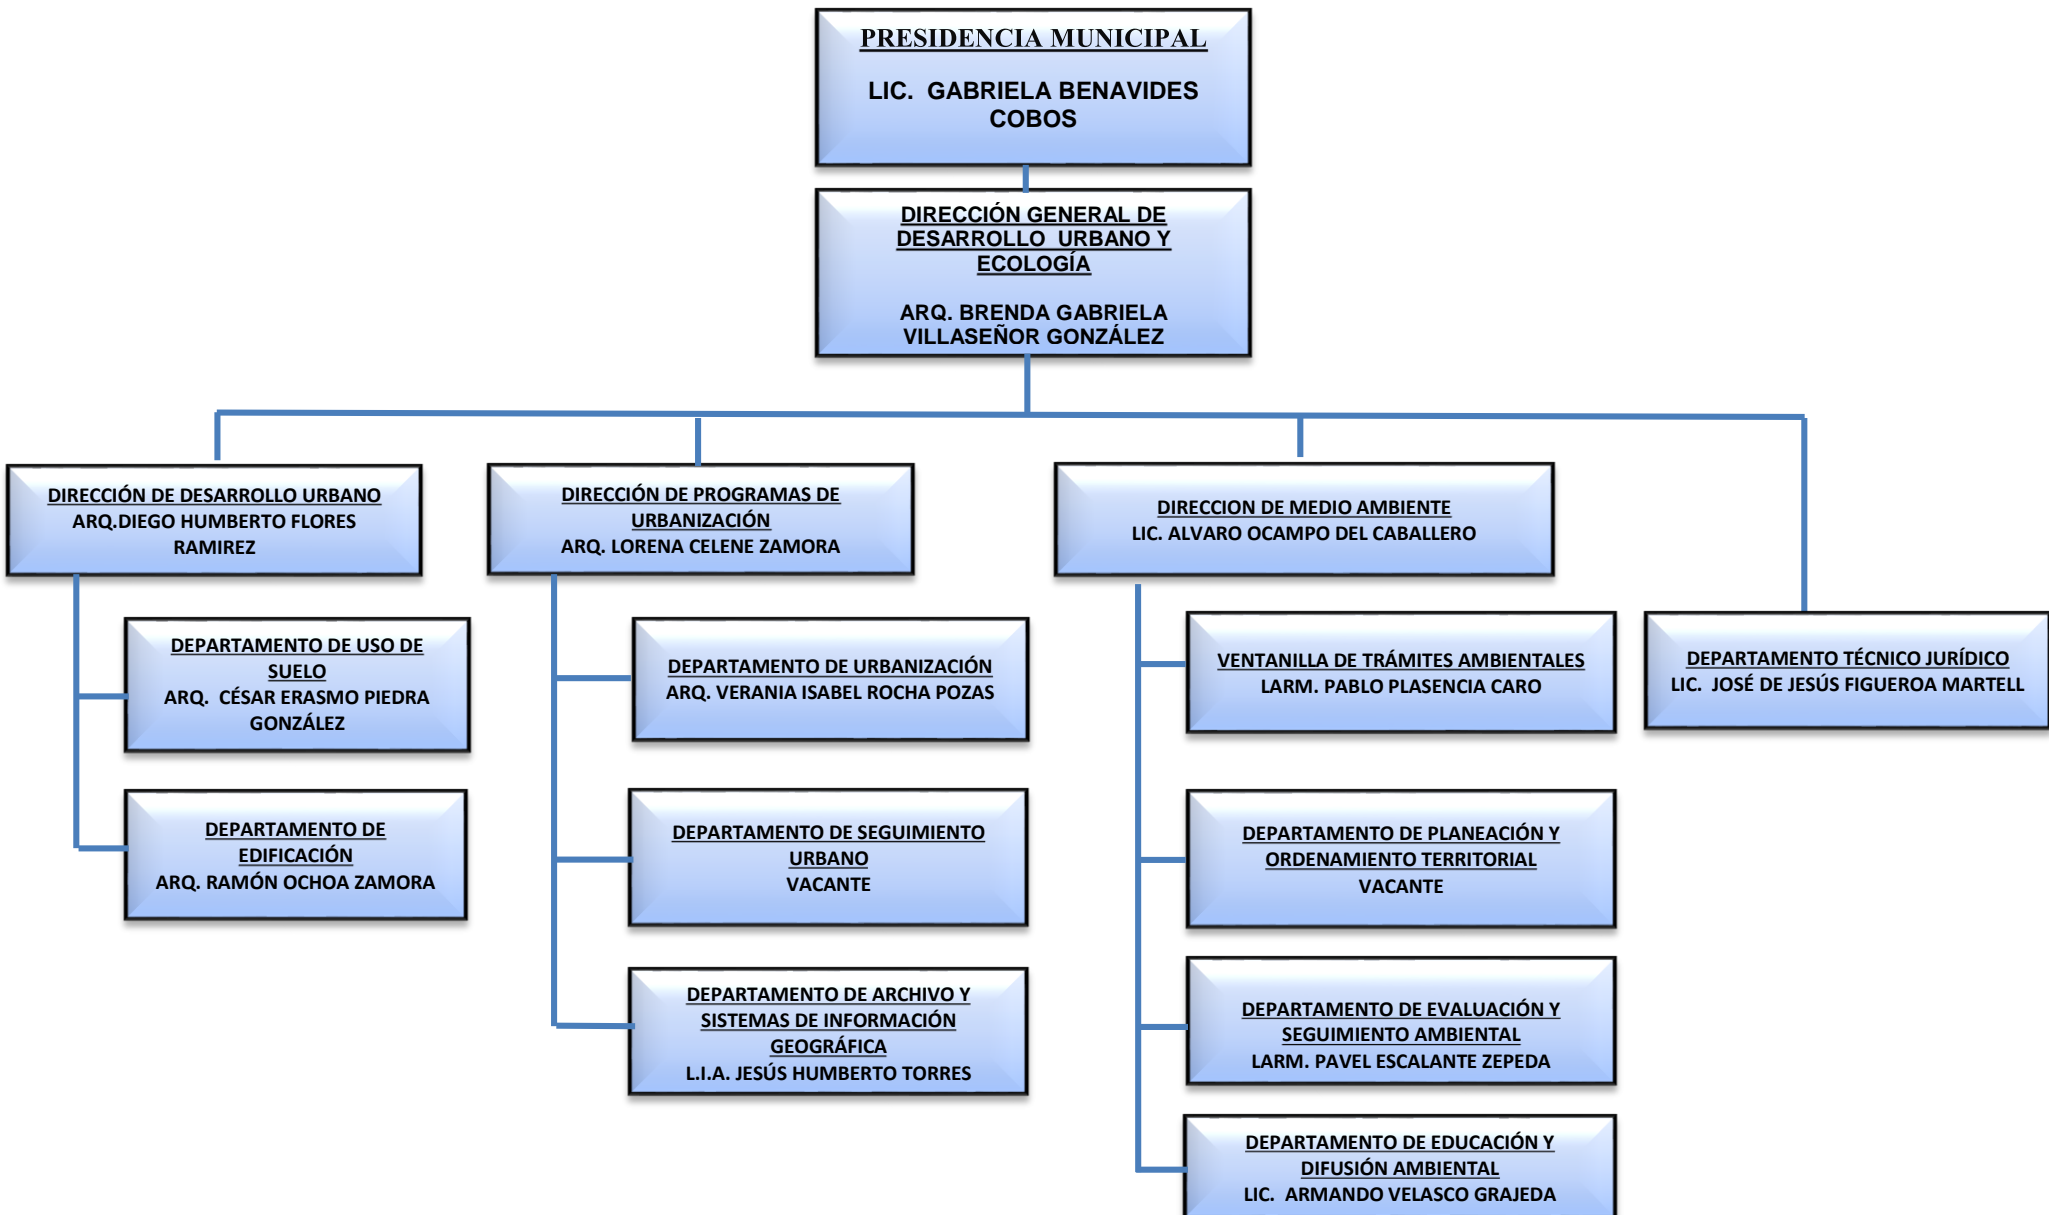 PRESIDENCIA MUNICIPAL
LIC.  GABRIELA BENAVIDES
COBOS
DIRECCIÓN GENERAL DE
DESARROLLO  URBANO Y
ECOLOGÍA
ARQ. BRENDA GABRIELA
VILLASEÑOR GONZÁLEZ
DIRECCIÓN DE DESARROLLO URBANO
ARQ.DIEGO HUMBERTO FLORES
RAMIREZ
DEPARTAMENTO DE USO DE
SUELO
ARQ.  CÉSAR ERASMO PIEDRA
GONZÁLEZ
DEPARTAMENTO DE
EDIFICACIÓN
ARQ. RAMÓN OCHOA ZAMORA
DIRECCIÓN DE PROGRAMAS DE
URBANIZACIÓN
ARQ. LORENA CELENE ZAMORA
DEPARTAMENTO DE URBANIZACIÓN
ARQ. VERANIA ISABEL ROCHA POZAS
DEPARTAMENTO DE SEGUIMIENTO
URBANO
VACANTE
DEPARTAMENTO DE ARCHIVO Y
SISTEMAS DE INFORMACIÓN
GEOGRÁFICA
L.I.A. JESÚS HUMBERTO TORRES
DIRECCION DE MEDIO AMBIENTE
LIC. ALVARO OCAMPO DEL CABALLERO
VENTANILLA DE TRÁMITES AMBIENTALES
LARM. PABLO PLASENCIA CARO
DEPARTAMENTO DE PLANEACIÓN Y
ORDENAMIENTO TERRITORIAL
VACANTE
DEPARTAMENTO DE EVALUACIÓN Y
SEGUIMIENTO AMBIENTAL
LARM. PAVEL ESCALANTE ZEPEDA
DEPARTAMENTO DE EDUCACIÓN Y
DIFUSIÓN AMBIENTAL
LIC.  ARMANDO VELASCO GRAJEDA
DEPARTAMENTO TÉCNICO JURÍDICO
LIC.  JOSÉ DE JESÚS FIGUEROA MARTELL